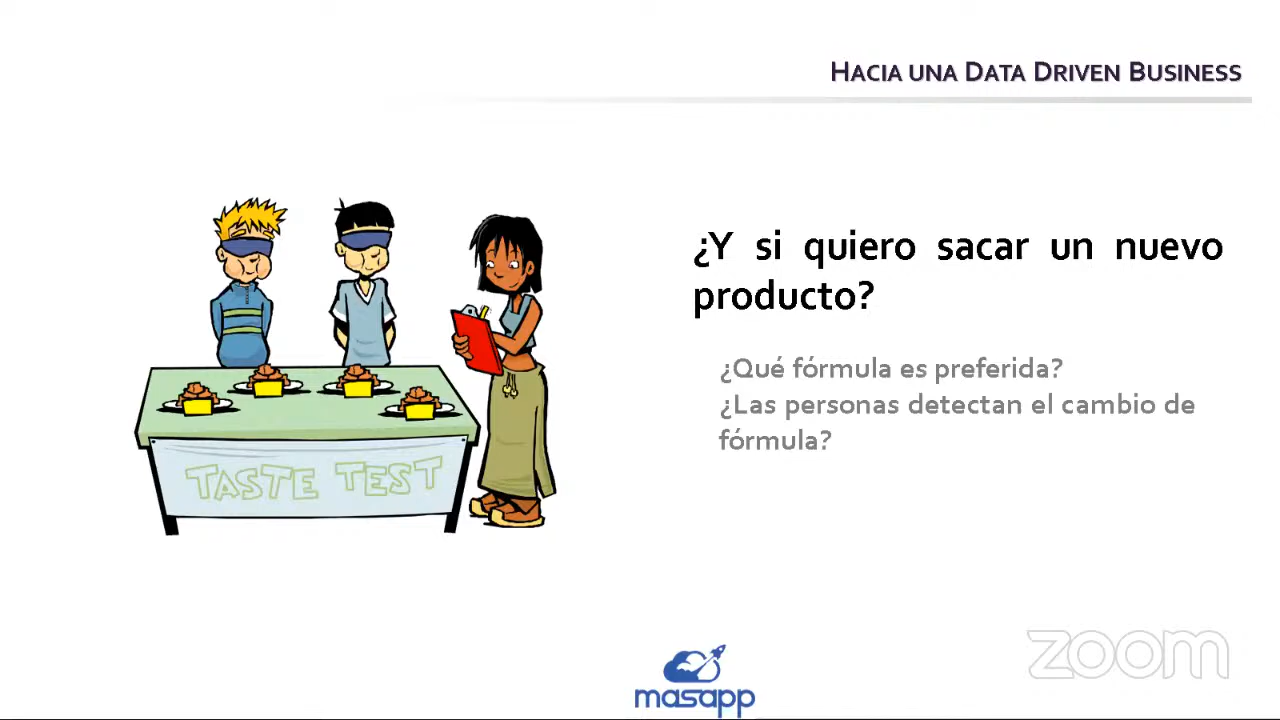 HACIA UNA DATA DRIVEN BUSINESS
¿Y si quiero sacar un nuevo
producto?
¿Qué fórmula es preferida?
¿Las personas detectan el cambio de
fórmula?
TASTE TEST
masapp
zoom